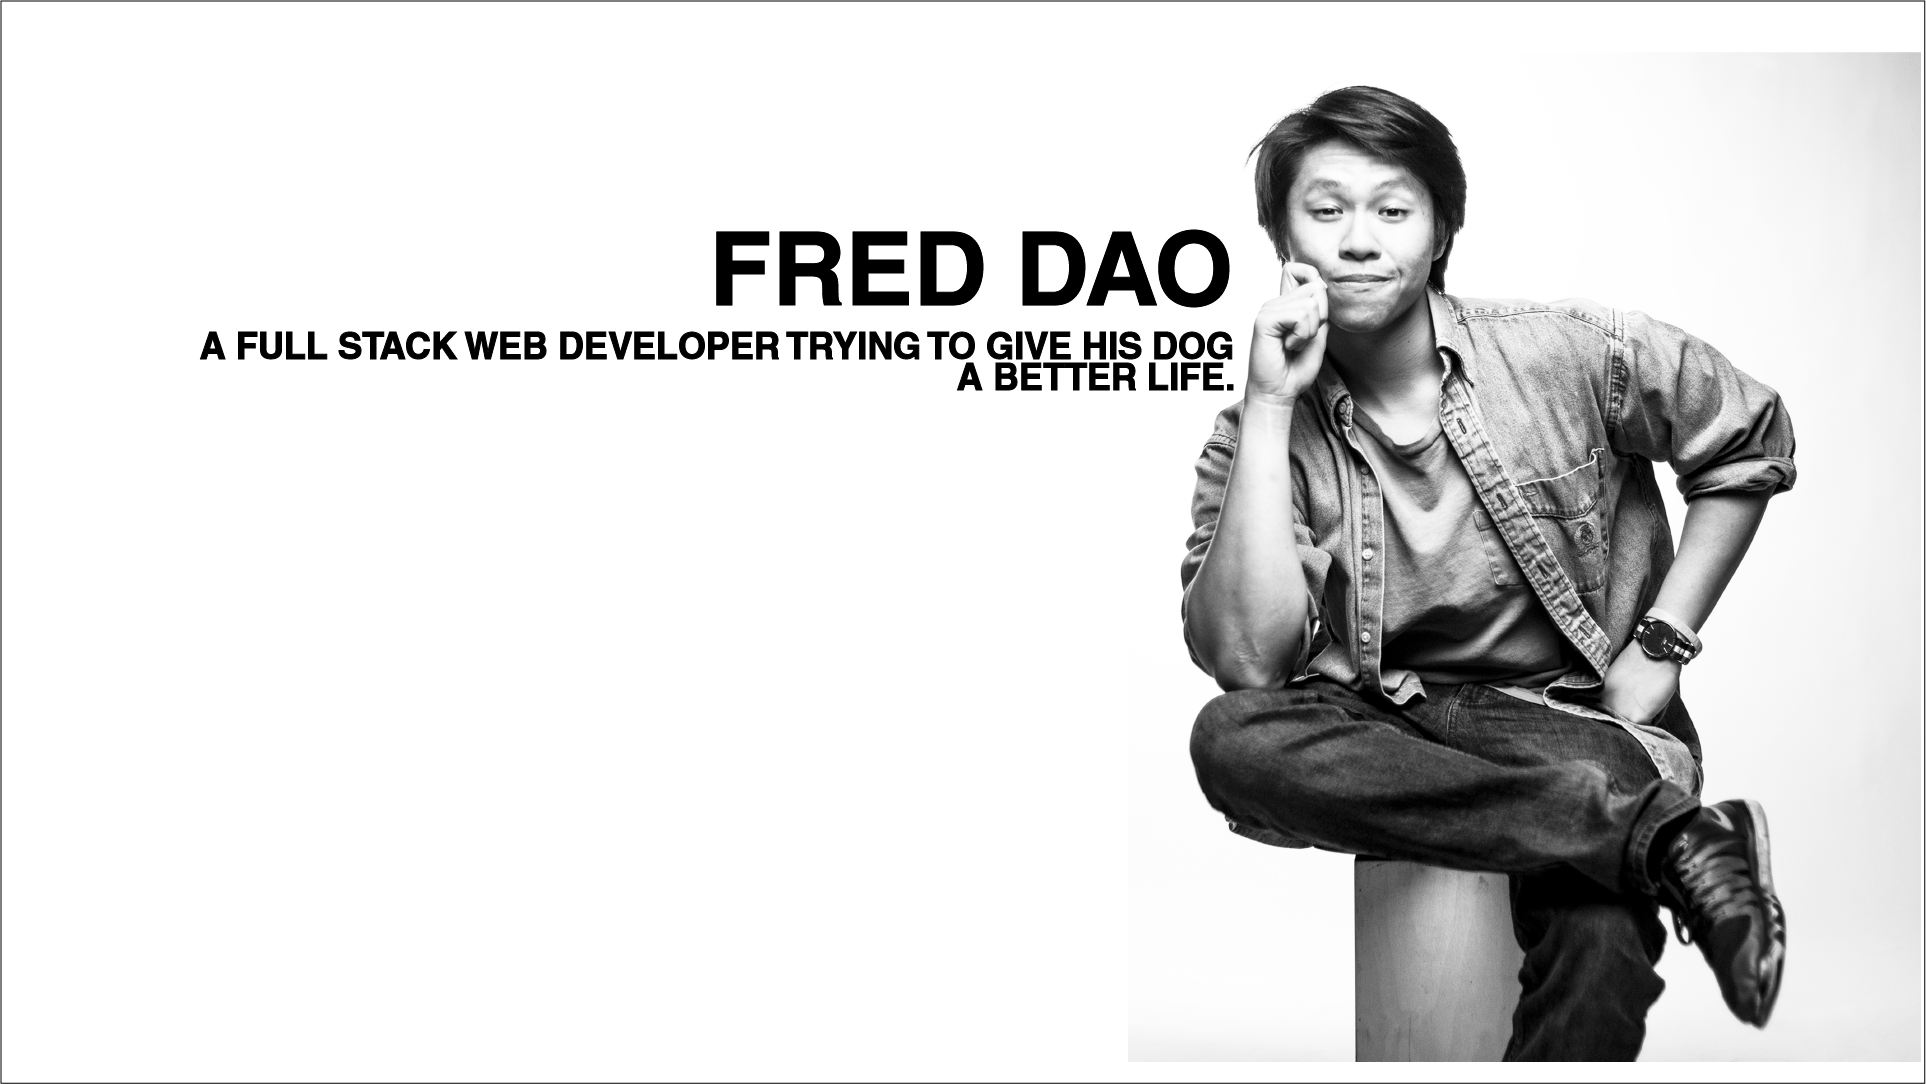 FRED DAO
A FULL STACK WEB DEVELOPER TRYING TO GIVE HIS DOG
A BETTER LIFE.